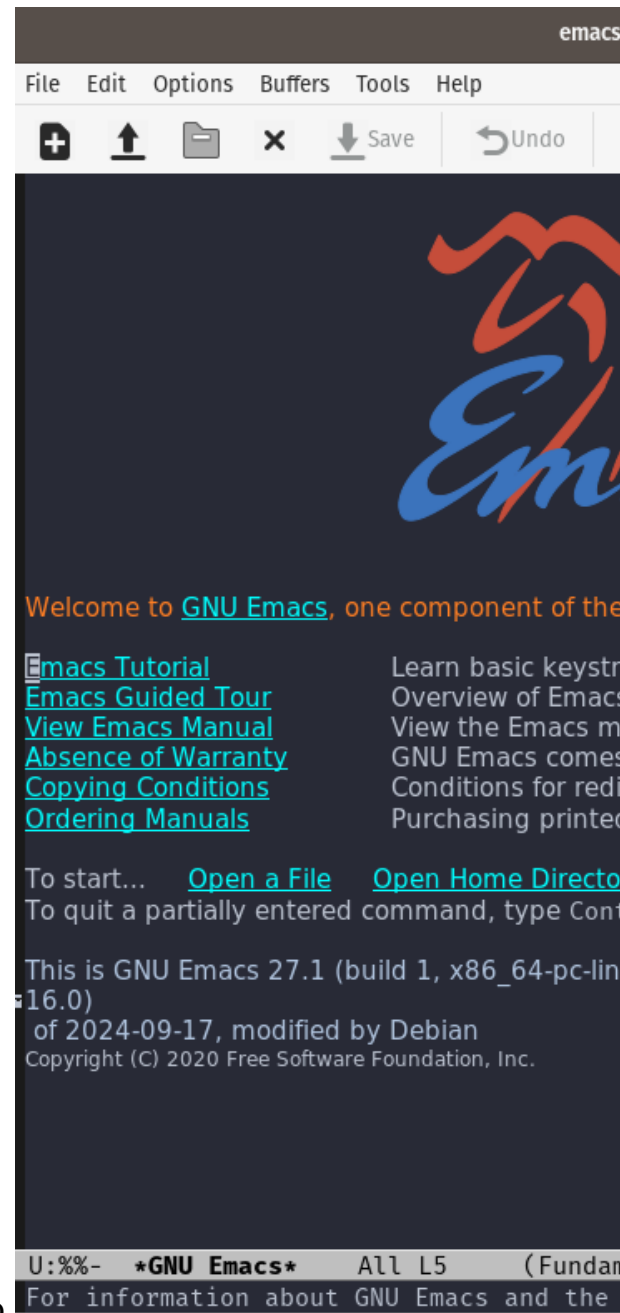 emacs
File Edit Options Buffers Tools Help
Save Undo
Em
Welcome to GNU Emacs, one component of the
Emacs Tutorial Learn basic keystr
Emacs Guided Tour Overview of Emacs
View Emacs Manual View the Emacs m
Absence of Warranty GNU Emacs comes
Copying Conditions Conditions for redi
Ordering Manuals Purchasing printed
To start... Open a File Open Home Directo
To quit a partially entered command, type Cont
This is GNU Emacs 27.1 (build 1, x86_64-pc-lin
16.0)
of 2024-09-17, modified by Debian
Copyright (C) 2020 Free Software Foundation, Inc.
U:%%- *GNU Emacs* All L5 (Fundam
For information about GNU Emacs and the